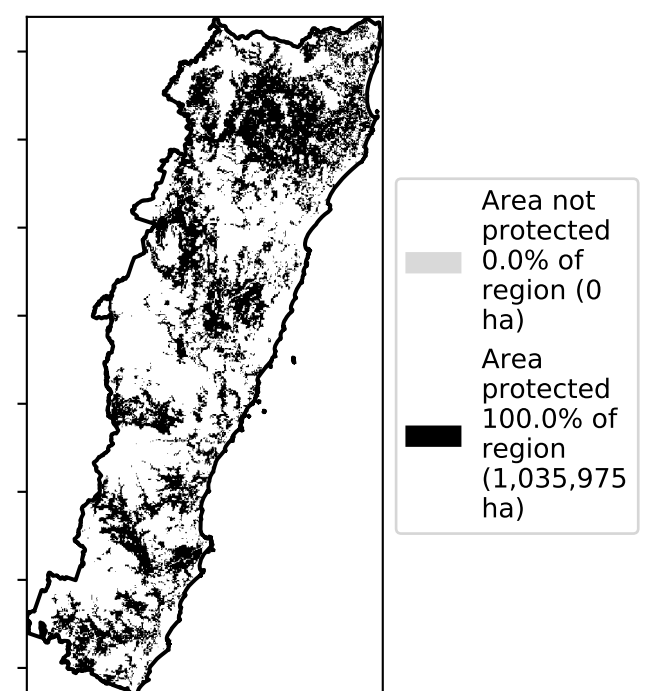 Area not
protected
0.0% of
region (0
ha)
Area
protected
100.0% of
region
(1,035,975
ha)